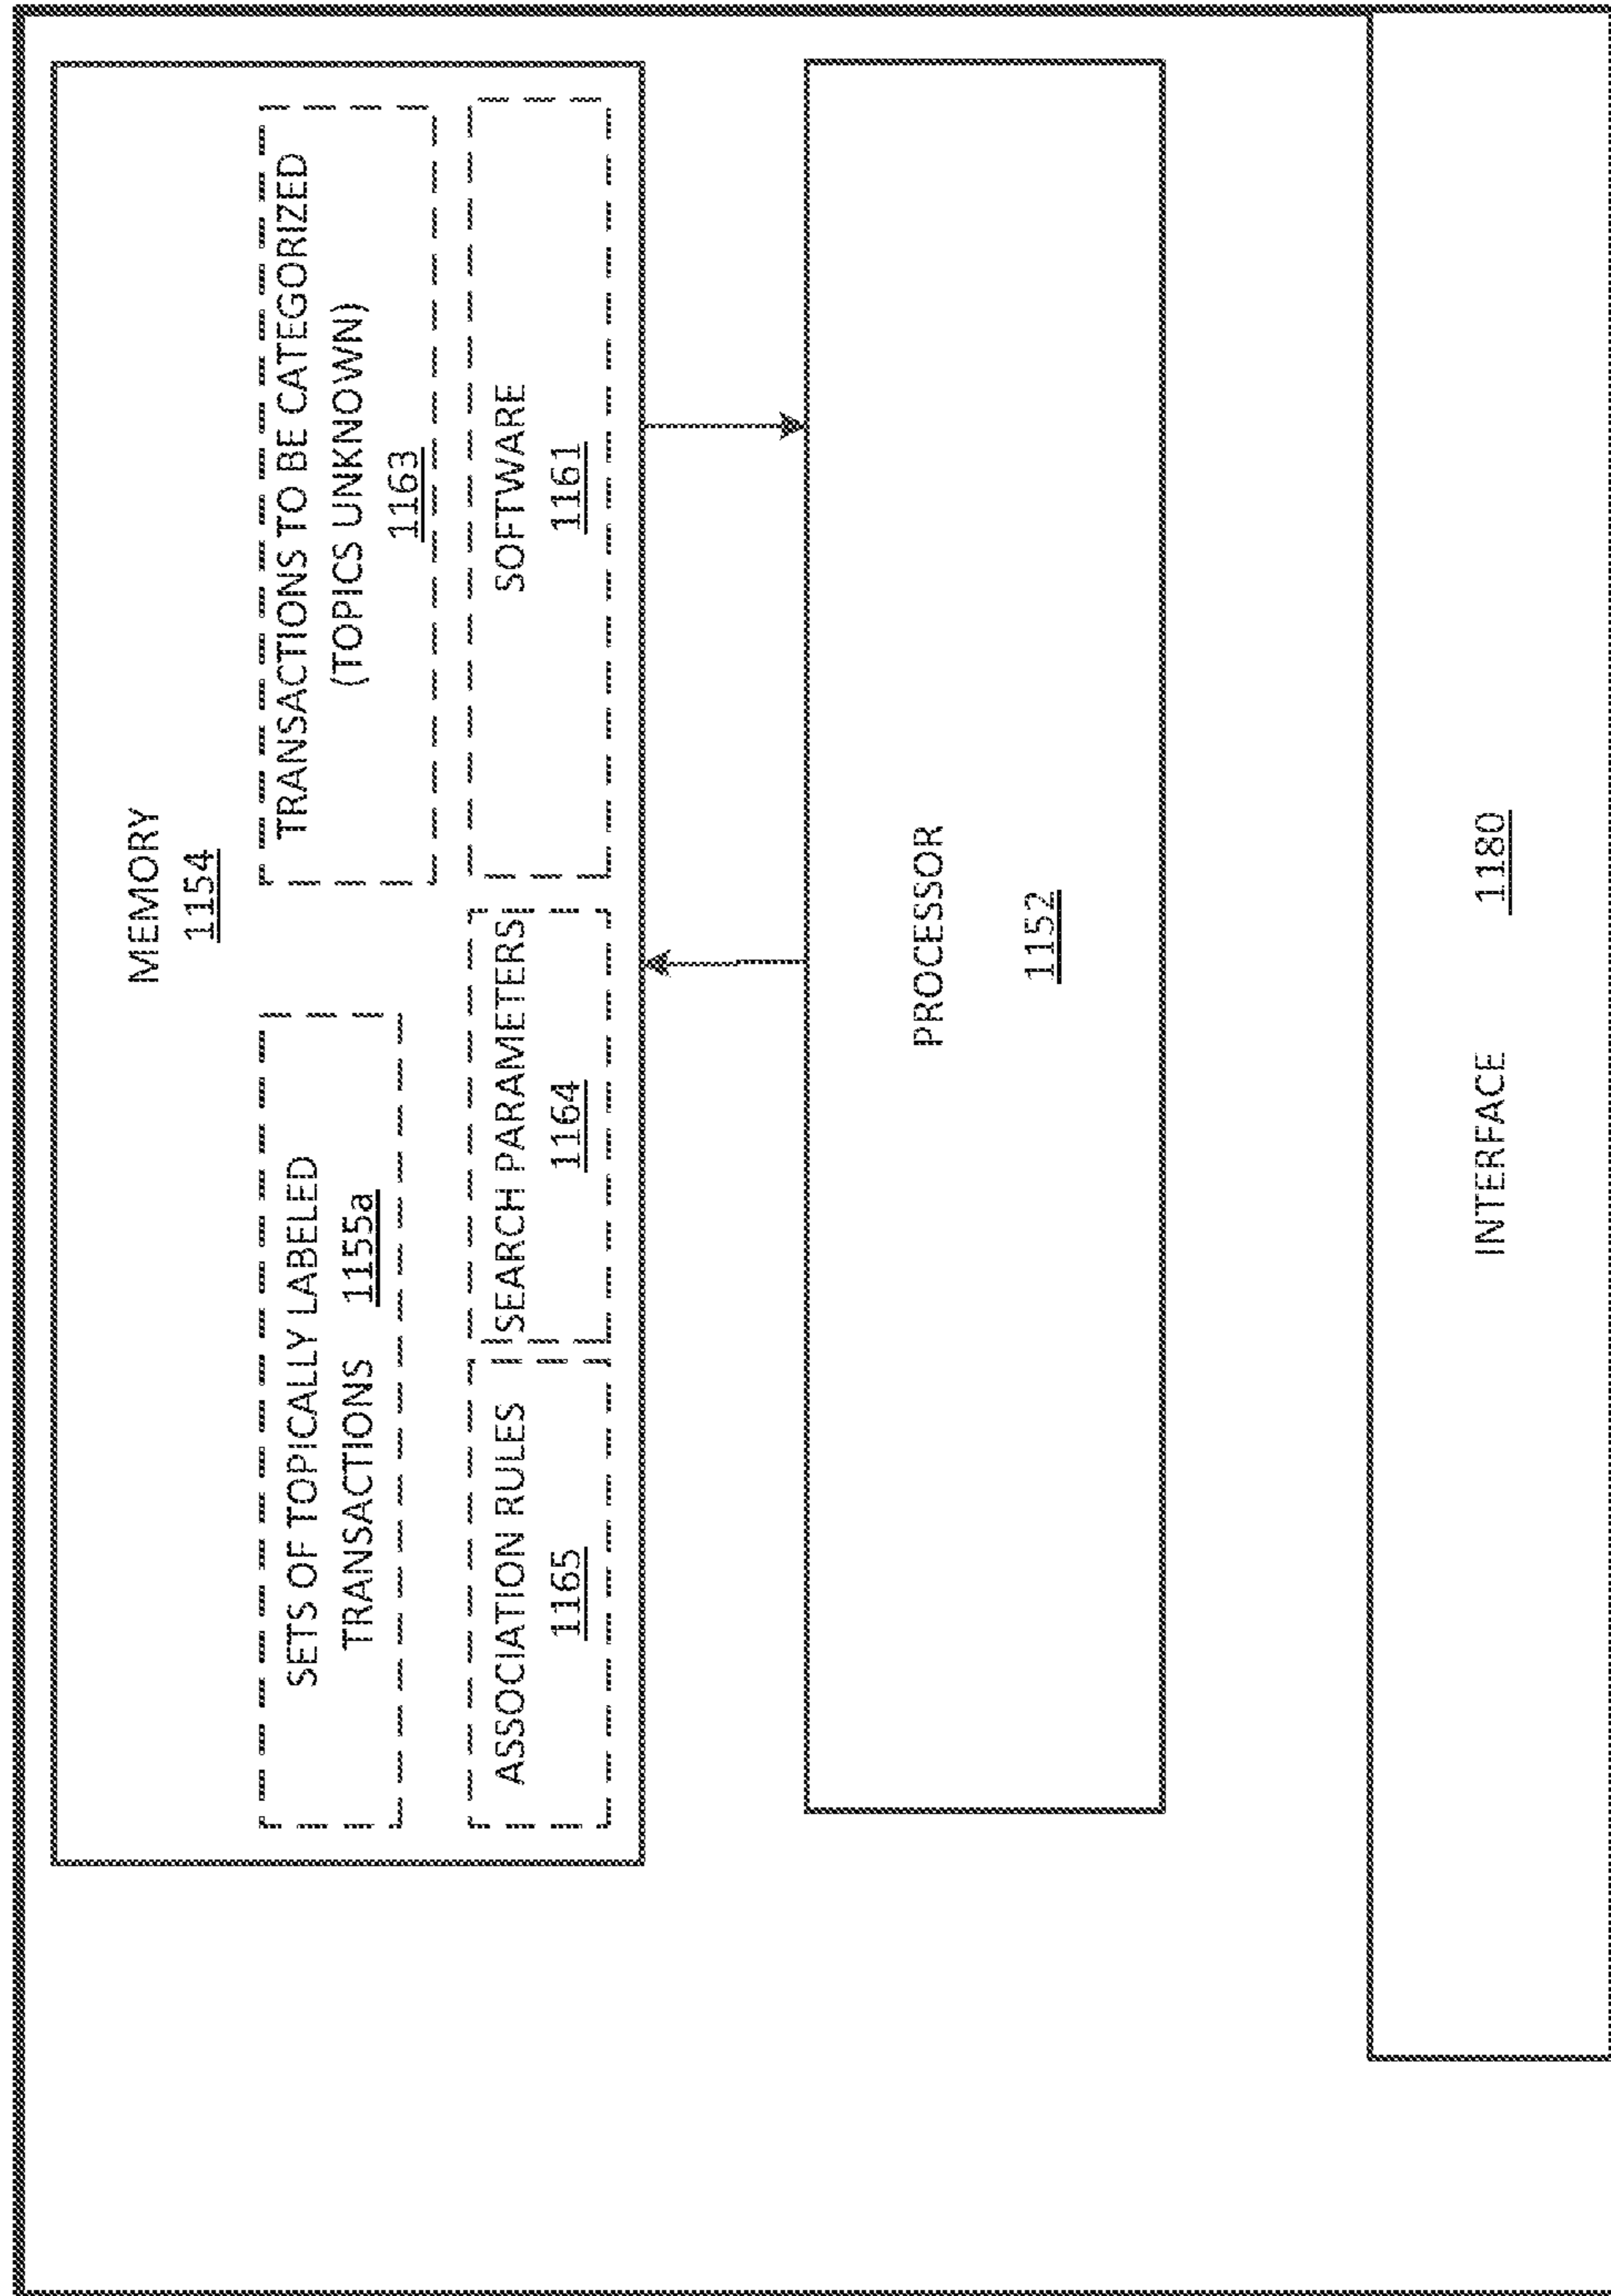 MEMORY
1154
SETS OF TOPICALLY LABELED
TRANSACTIONS 1155a
TRANSACTIONS TO BE CATEGORIZED
(TOPICS UNKNOWN)
1163
ASSOCIATION RULES
1165
SEARCH PARAMETERS
1164
SOFTWARE
1161
PROCESSOR
1152
INTERFACE 1180